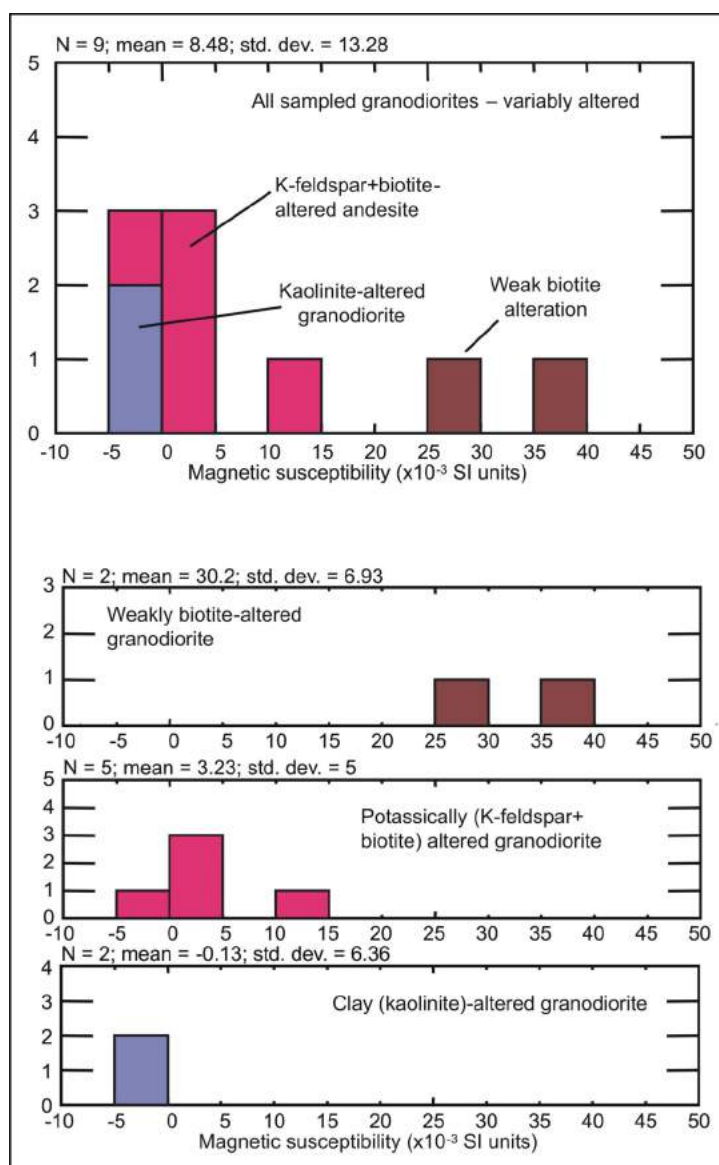 N = 9; mean = 8.48; std. dev. = 13.28
5
4
3
2
1
0
All sampled granodiorites – variably altered
K-feldspar+biotite-
altered andesite
Kaolinite-altered
granodiorite
Weak biotite
alteration
-10 -5 0 5 10 15 20 25 30 35 40 45 50
Magnetic susceptibility (x10⁻³ SI units)
N = 2; mean = 30.2; std. dev. = 6.93
3
2
1
0
Weakly biotite-altered
granodiorite
-10 -5 0 5 10 15 20 25 30 35 40 45 50
N = 5; mean = 3.23; std. dev. = 5
5
4
3
2
1
0
Potassically (K-feldspar+
biotite) altered granodiorite
-10 -5 0 5 10 15 20 25 30 35 40 45 50
N = 2; mean = -0.13; std. dev. = 6.36
4
3
2
1
0
Clay (kaolinite)-altered granodiorite
-10 -5 0 5 10 15 20 25 30 35 40 45 50
Magnetic susceptibility (x10⁻³ SI units)